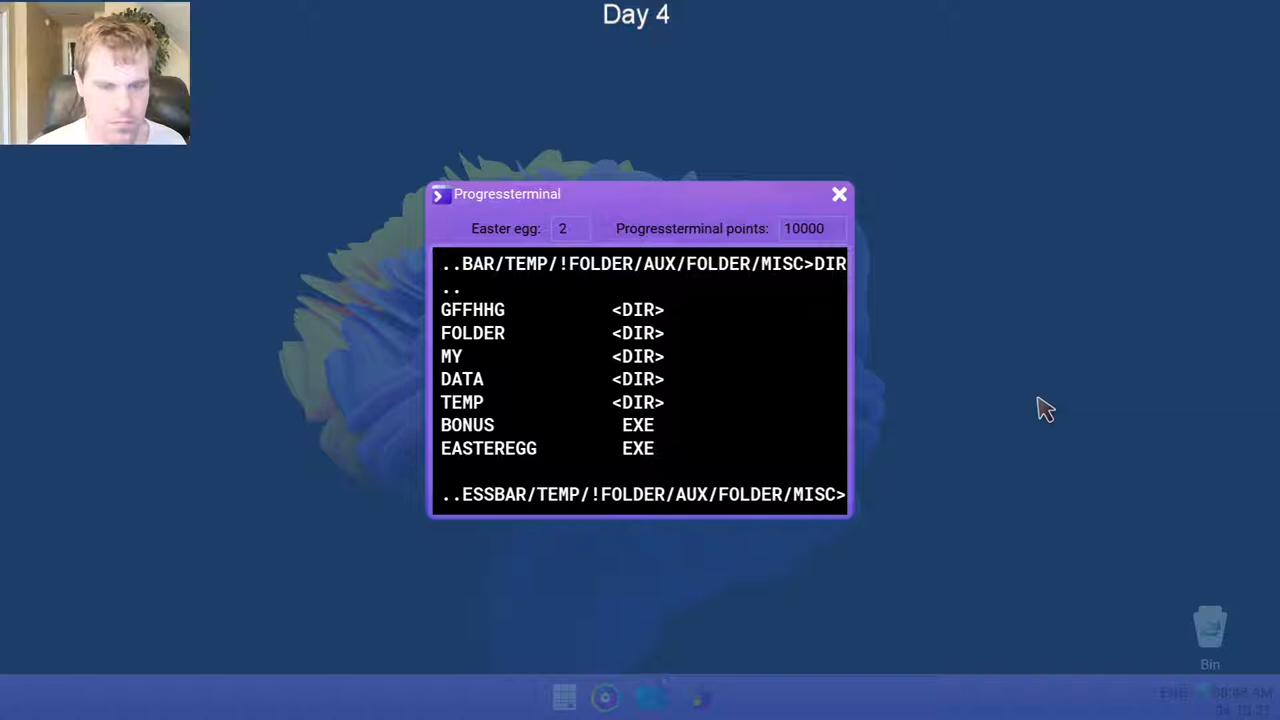 Day 4
Progressterminal
Easter egg: 2 Progressterminal points: 10000
..BAR/TEMP/!FOLDER/AUX/FOLDER/MISC>DIR
..
GFFHHG <DIR>
FOLDER <DIR>
MY <DIR>
DATA <DIR>
TEMP <DIR>
BONUS EXE
EASTEREGG EXE
..ESSBAR/TEMP/!FOLDER/AUX/FOLDER/MISC>
Bin
ENG